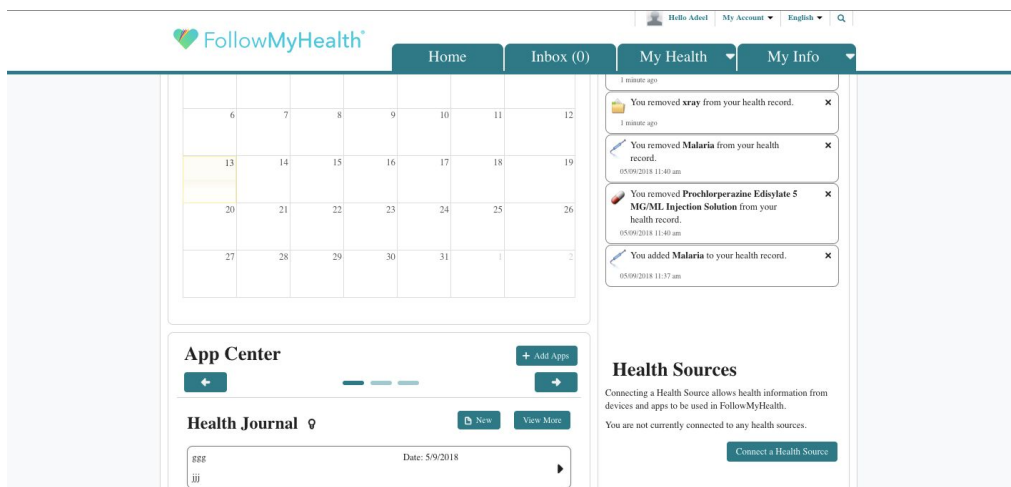 Hello Adeel My Account English
FollowMyHealth®
Home Inbox (0) My Health My Info
1 minute ago
You removed xray from your health record.
1 minute ago
You removed Malaria from your health
record.
05/09/2018 11:40 am
You removed Prochlorperazine Edisylate 5
MG/ML Injection Solution from your
health record.
05/09/2018 11:40 am
You added Malaria to your health record.
05/09/2018 11:37 am
6 7 8 9 10 11 12
13 14 15 16 17 18 19
20 21 22 23 24 25 26
27 28 29 30 31 1 2
App Center
+ Add Apps
Health Journal
New View More
ggg Date: 5/9/2018
jjj
Health Sources
Connecting a Health Source allows health information from
devices and apps to be used in FollowMyHealth.
You are not currently connected to any health sources.
Connect a Health Source